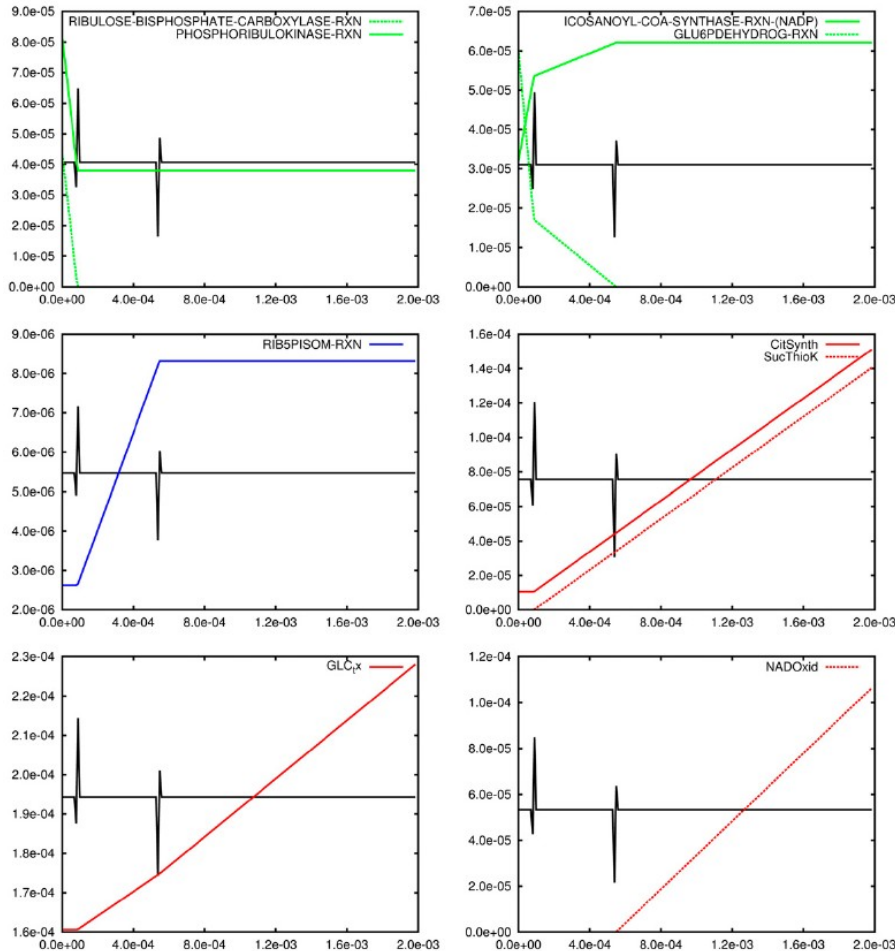 RIBULOSE-BISPHOSPHATE-CARBOXYLASE-RXN
PHOSPHORIBULOKINASE-RXN
9.0e-05
8.0e-05
7.0e-05
6.0e-05
5.0e-05
4.0e-05
3.0e-05
2.0e-05
1.0e-05
0.0e+00
0.0e+00 4.0e-04 8.0e-04 1.2e-03 1.6e-03 2.0e-03
ICOSANOYL-COA-SYNTHASE-RXN-(NADP)
GLU6PDEHYDROG-RXN
7.0e-05
6.0e-05
5.0e-05
4.0e-05
3.0e-05
2.0e-05
1.0e-05
0.0e+00
0.0e+00 4.0e-04 8.0e-04 1.2e-03 1.6e-03 2.0e-03
RIB5PISOM-RXN
9.0e-06
8.0e-06
7.0e-06
6.0e-06
5.0e-06
4.0e-06
3.0e-06
2.0e-06
0.0e+00 4.0e-04 8.0e-04 1.2e-03 1.6e-03 2.0e-03
CitSynth
SucThioK
1.6e-04
1.4e-04
1.2e-04
1.0e-04
8.0e-05
6.0e-05
4.0e-05
2.0e-05
0.0e+00
0.0e+00 4.0e-04 8.0e-04 1.2e-03 1.6e-03 2.0e-03
GLCtx
2.3e-04
2.2e-04
2.1e-04
2.0e-04
1.9e-04
1.8e-04
1.7e-04
1.6e-04
0.0e+00 4.0e-04 8.0e-04 1.2e-03 1.6e-03 2.0e-03
NADOxid
1.2e-04
1.0e-04
8.0e-05
6.0e-05
4.0e-05
2.0e-05
0.0e+00
0.0e+00 4.0e-04 8.0e-04 1.2e-03 1.6e-03 2.0e-03